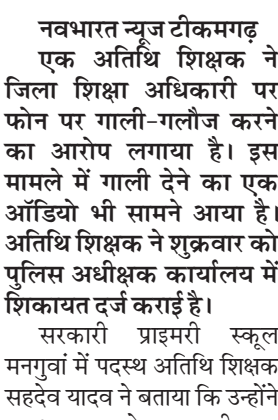 नवभारत न्यूज टीकमगढ़
एक अतिथि शिक्षक ने
जिला शिक्षा अधिकारी पर
फोन पर गाली-गलौज करने
का आरोप लगाया है। इस
मामले में गाली देने का एक
ऑडियो भी सामने आया है।
अतिथि शिक्षक ने शुक्रवार को
पुलिस अधीक्षक कार्यालय में
शिकायत दर्ज कराई है।
सरकारी प्राइमरी स्कूल
मनगुवां में पदस्थ अतिथि शिक्षक
सहदेव यादव ने बताया कि उन्होंने